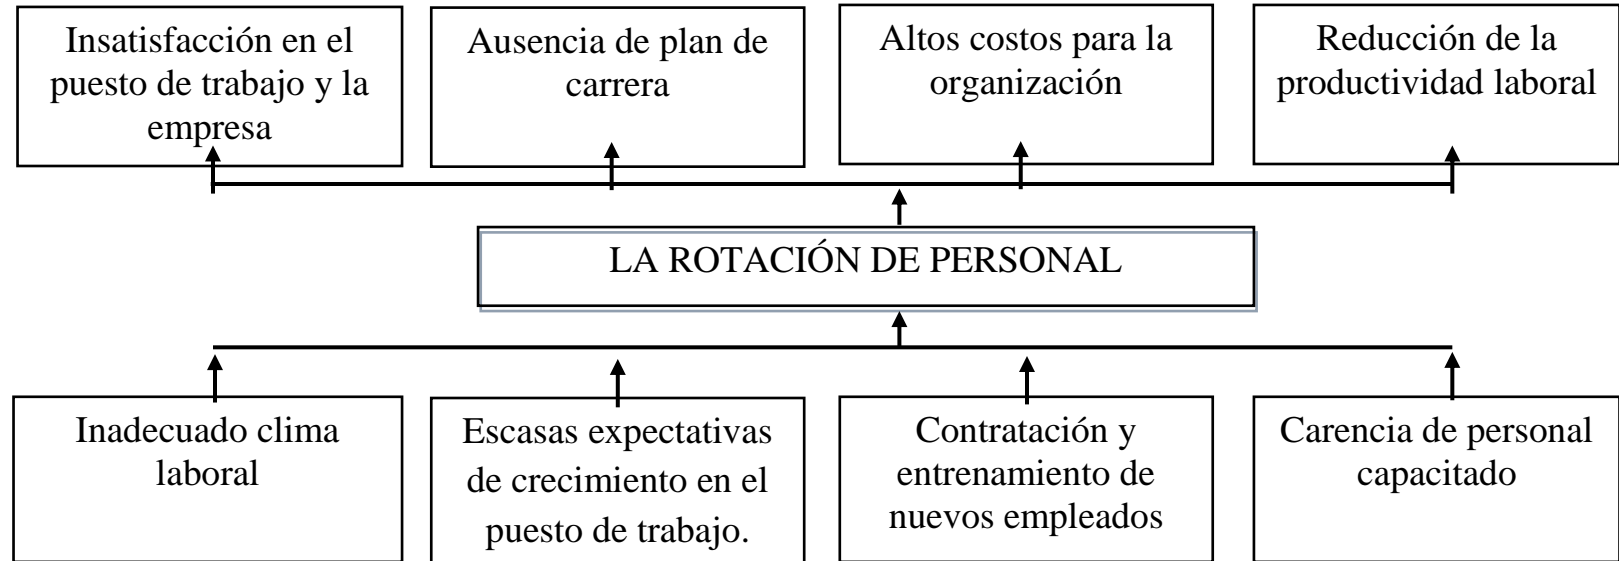 Insatisfacción en el
puesto de trabajo y la
empresa
Ausencia de plan de
carrera
Altos costos para la
organización
Reducción de la
productividad laboral
LA ROTACIÓN DE PERSONAL
Inadecuado clima
laboral
Escasas expectativas
de crecimiento en el
puesto de trabajo.
Contratación y
entrenamiento de
nuevos empleados
Carencia de personal
capacitado